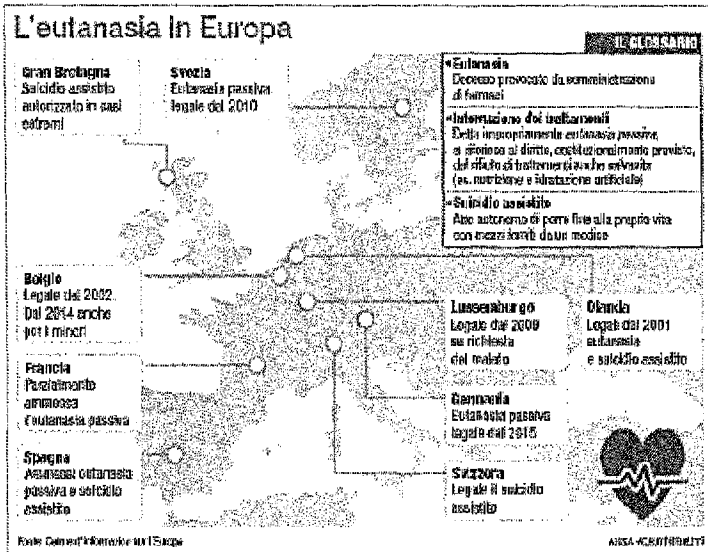 L'eutanasia in Europa
IL GLOSSARIO
Eutanasia
Decesso provocato da somministrazione
di farmaci
Interruzione dei trattamenti
Detta impropriamente eutanasia passiva,
si riferisce al diritto, costituzionalmente previsto,
del rifiuto di trattamenti anche salvavita
(es. nutrizione e idratazione artificiale)
Suicidio assistito
Atto autonomo di porre fine alla propria vita
con mezzi forniti da un medico
Gran Bretagna
Suicidio assistito
autorizzato in casi
estremi
Svezia
Eutanasia passiva
legale dal 2010
Belgio
Legale dal 2002.
Dal 2014 anche
per i minori
Francia
Parzialmente
ammessa
l'eutanasia passiva
Spagna
Ammessi eutanasia
passiva e suicidio
assistito
Lussemburgo
Legale dal 2009
su richiesta
del malato
Olanda
Legali dal 2001
eutanasia
e suicidio assistito
Germania
Eutanasia passiva
legale dal 2015
Svizzera
Legale il suicidio
assistito
Fonte:
ANSA